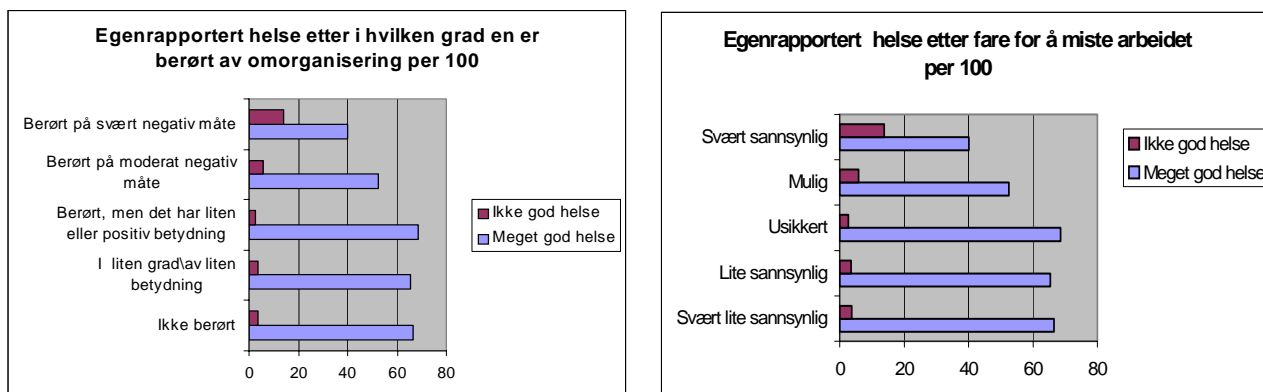 Egenrapportert helse etter i hvilken grad en er
berørt av omorganisering per 100
Berørt på svært negativ måte
Berørt på moderat negativ
måte
Berørt, men det har liten
eller positiv betydning
I liten grad\av liten
betydning
Ikke berørt
0 20 40 60 80
Ikke god helse
Meget god helse
Egenrapportert helse etter fare for å miste arbeidet
per 100
Svært sannsynlig
Mulig
Usikkert
Lite sannsynlig
Svært lite sannsynlig
0 20 40 60 80
Ikke god helse
Meget god helse